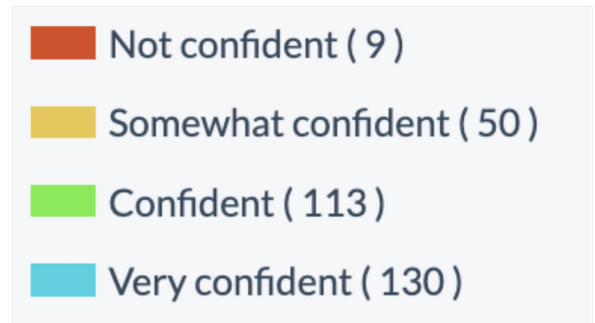 Not confident ( 9 )
Somewhat confident ( 50 )
Confident ( 113 )
Very confident ( 130 )